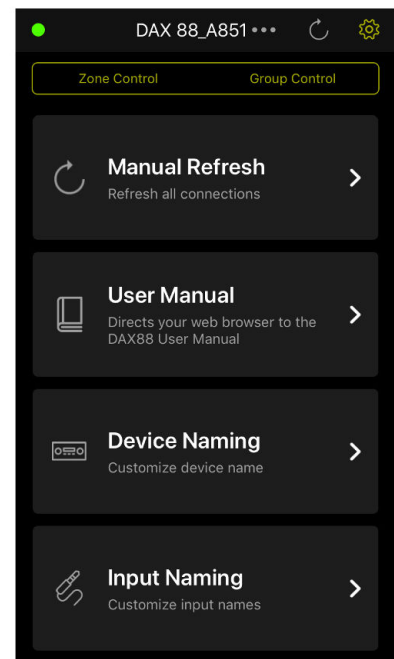 DAX 88_A851 •••
Zone Control Group Control
Manual Refresh
Refresh all connections
User Manual
Directs your web browser to the
DAX88 User Manual
Device Naming
Customize device name
Input Naming
Customize input names